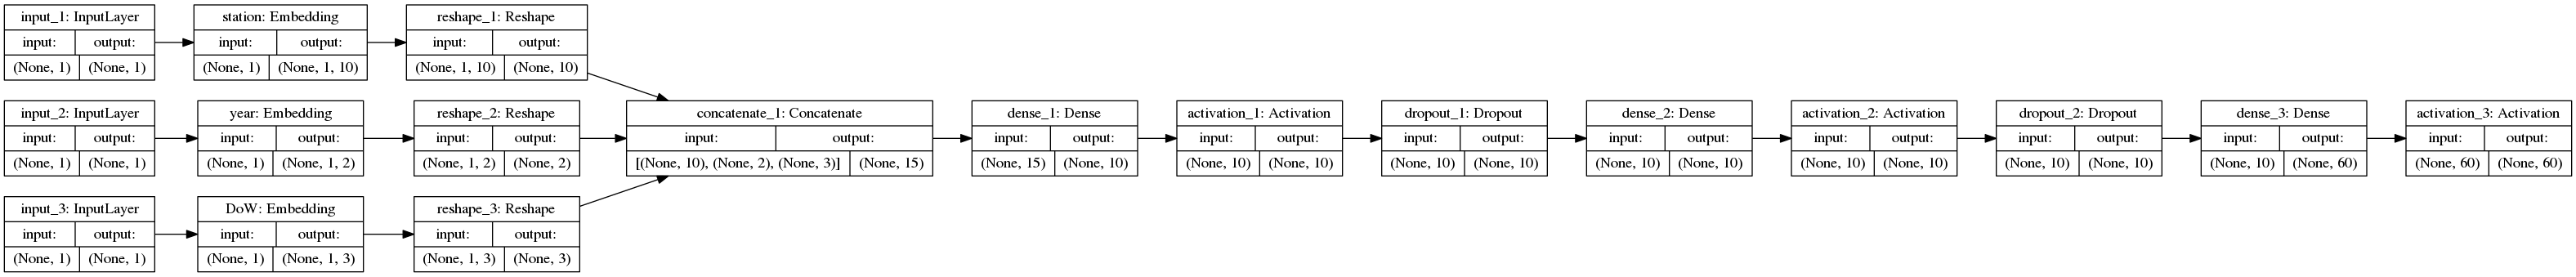 input_1: InputLayer
input: output:
(None, 1) (None, 1)
station: Embedding
input: output:
(None, 1) (None, 1, 10)
reshape_1: Reshape
input: output:
(None, 1, 10) (None, 10)
input_2: InputLayer
input: output:
(None, 1) (None, 1)
year: Embedding
input: output:
(None, 1) (None, 1, 2)
reshape_2: Reshape
input: output:
(None, 1, 2) (None, 2)
input_3: InputLayer
input: output:
(None, 1) (None, 1)
DoW: Embedding
input: output:
(None, 1) (None, 1, 3)
reshape_3: Reshape
input: output:
(None, 1, 3) (None, 3)
concatenate_1: Concatenate
input: output:
[(None, 10), (None, 2), (None, 3)] (None, 15)
dense_1: Dense
input: output:
(None, 15) (None, 10)
activation_1: Activation
input: output:
(None, 10) (None, 10)
dropout_1: Dropout
input: output:
(None, 10) (None, 10)
dense_2: Dense
input: output:
(None, 10) (None, 10)
activation_2: Activation
input: output:
(None, 10) (None, 10)
dropout_2: Dropout
input: output:
(None, 10) (None, 10)
dense_3: Dense
input: output:
(None, 10) (None, 60)
activation_3: Activation
input: output:
(None, 60) (None, 60)